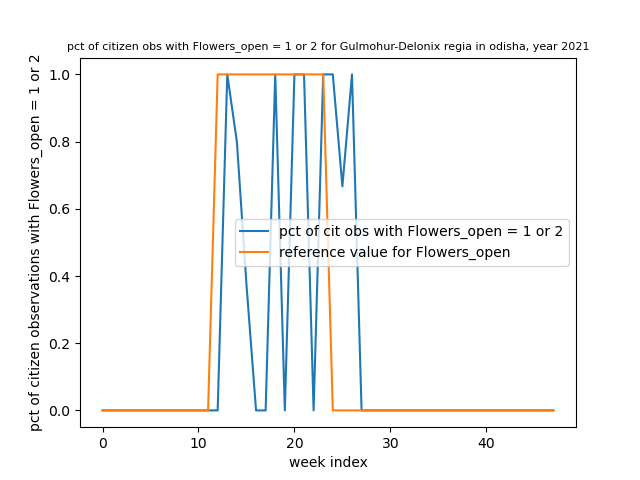 pct of citizen obs with Flowers_open = 1 or 2 for Gulmohur-Delonix regia in odisha, year 2021
pct of citizen observations with Flowers_open = 1 or 2
1.0
0.8
0.6
0.4
0.2
0.0
pct of cit obs with Flowers_open = 1 or 2
reference value for Flowers_open
0 10 20 30 40
week index